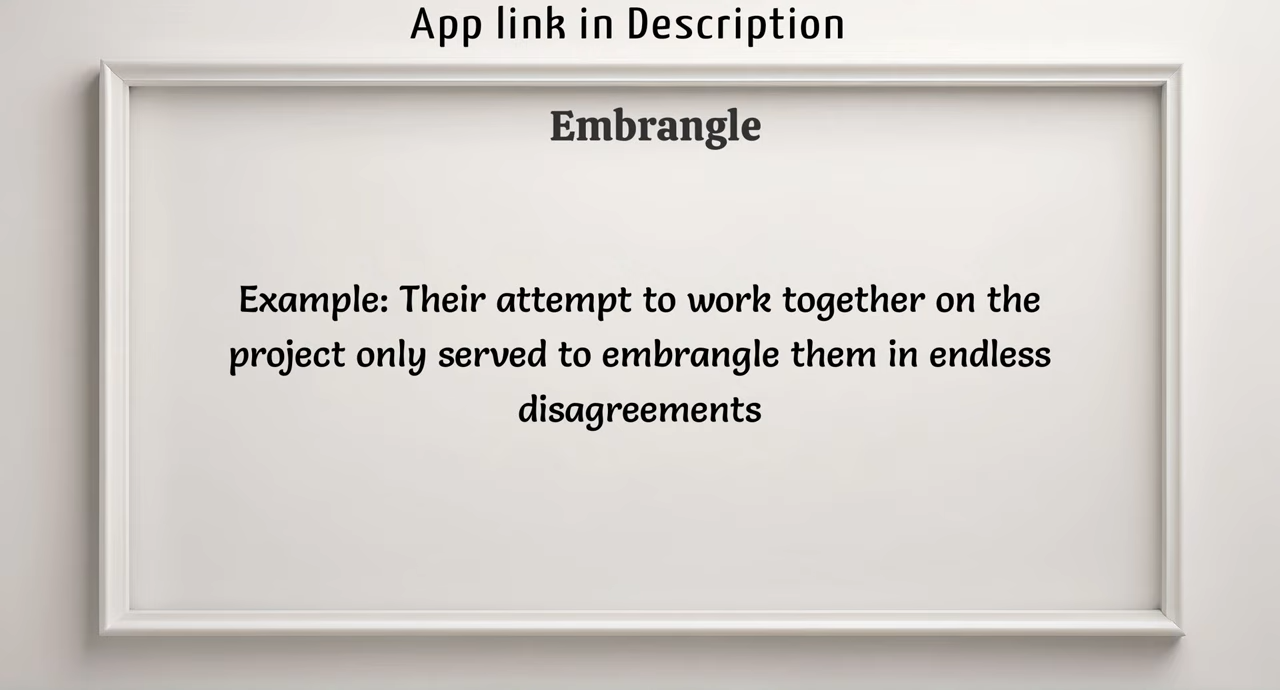 App link in Description
Embrangle
Example: Their attempt to work together on the
project only served to embrangle them in endless
disagreements